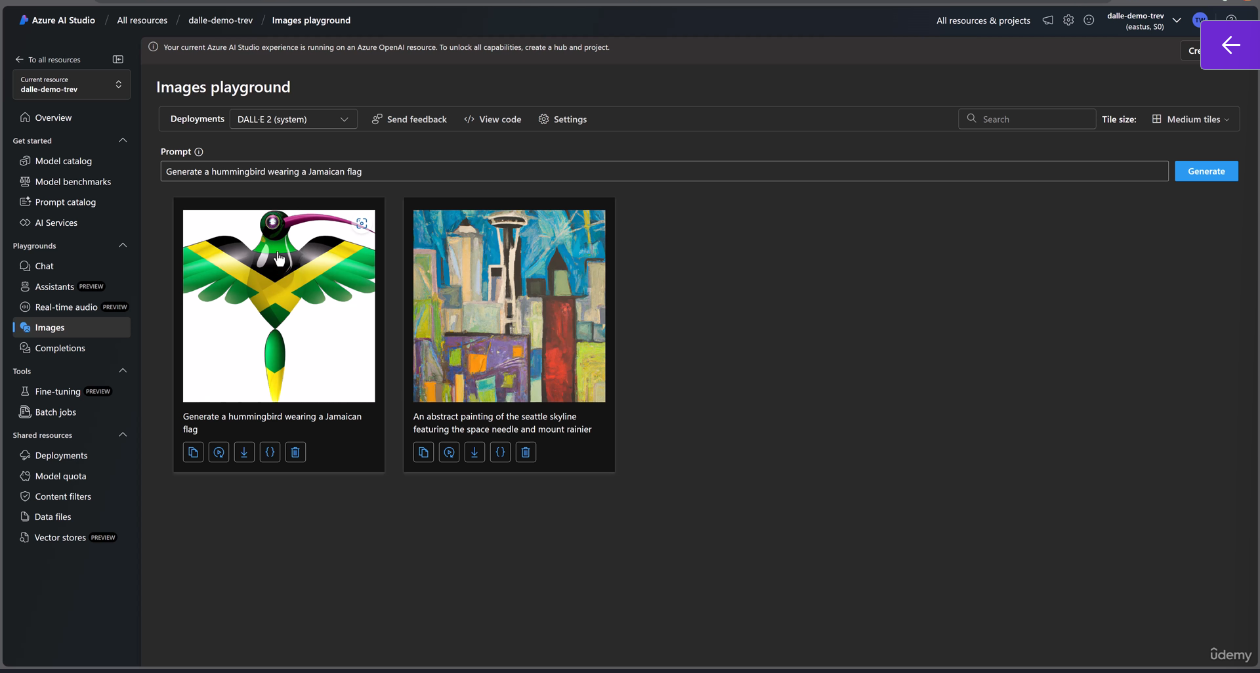 Azure AI Studio / All resources / dalle-demo-trev / Images playground
All resources & projects
dalle-demo-trev
(eastus, S0)
TW
Your current Azure AI Studio experience is running on an Azure OpenAI resource. To unlock all capabilities, create a hub and project.
Cre
To all resources
Current resource
dalle-demo-trev
Overview
Get started
Model catalog
Model benchmarks
Prompt catalog
AI Services
Playgrounds
Chat
Assistants PREVIEW
Real-time audio PREVIEW
Images
Completions
Tools
Fine-tuning PREVIEW
Batch jobs
Shared resources
Deployments
Model quota
Content filters
Data files
Vector stores PREVIEW
Images playground
Deployments DALL·E 2 (system) Send feedback View code Settings Search Tile size: Medium tiles
Prompt
Generate a hummingbird wearing a Jamaican flag
Generate
Generate a hummingbird wearing a Jamaican
flag
An abstract painting of the seattle skyline
featuring the space needle and mount rainier
ûdemy